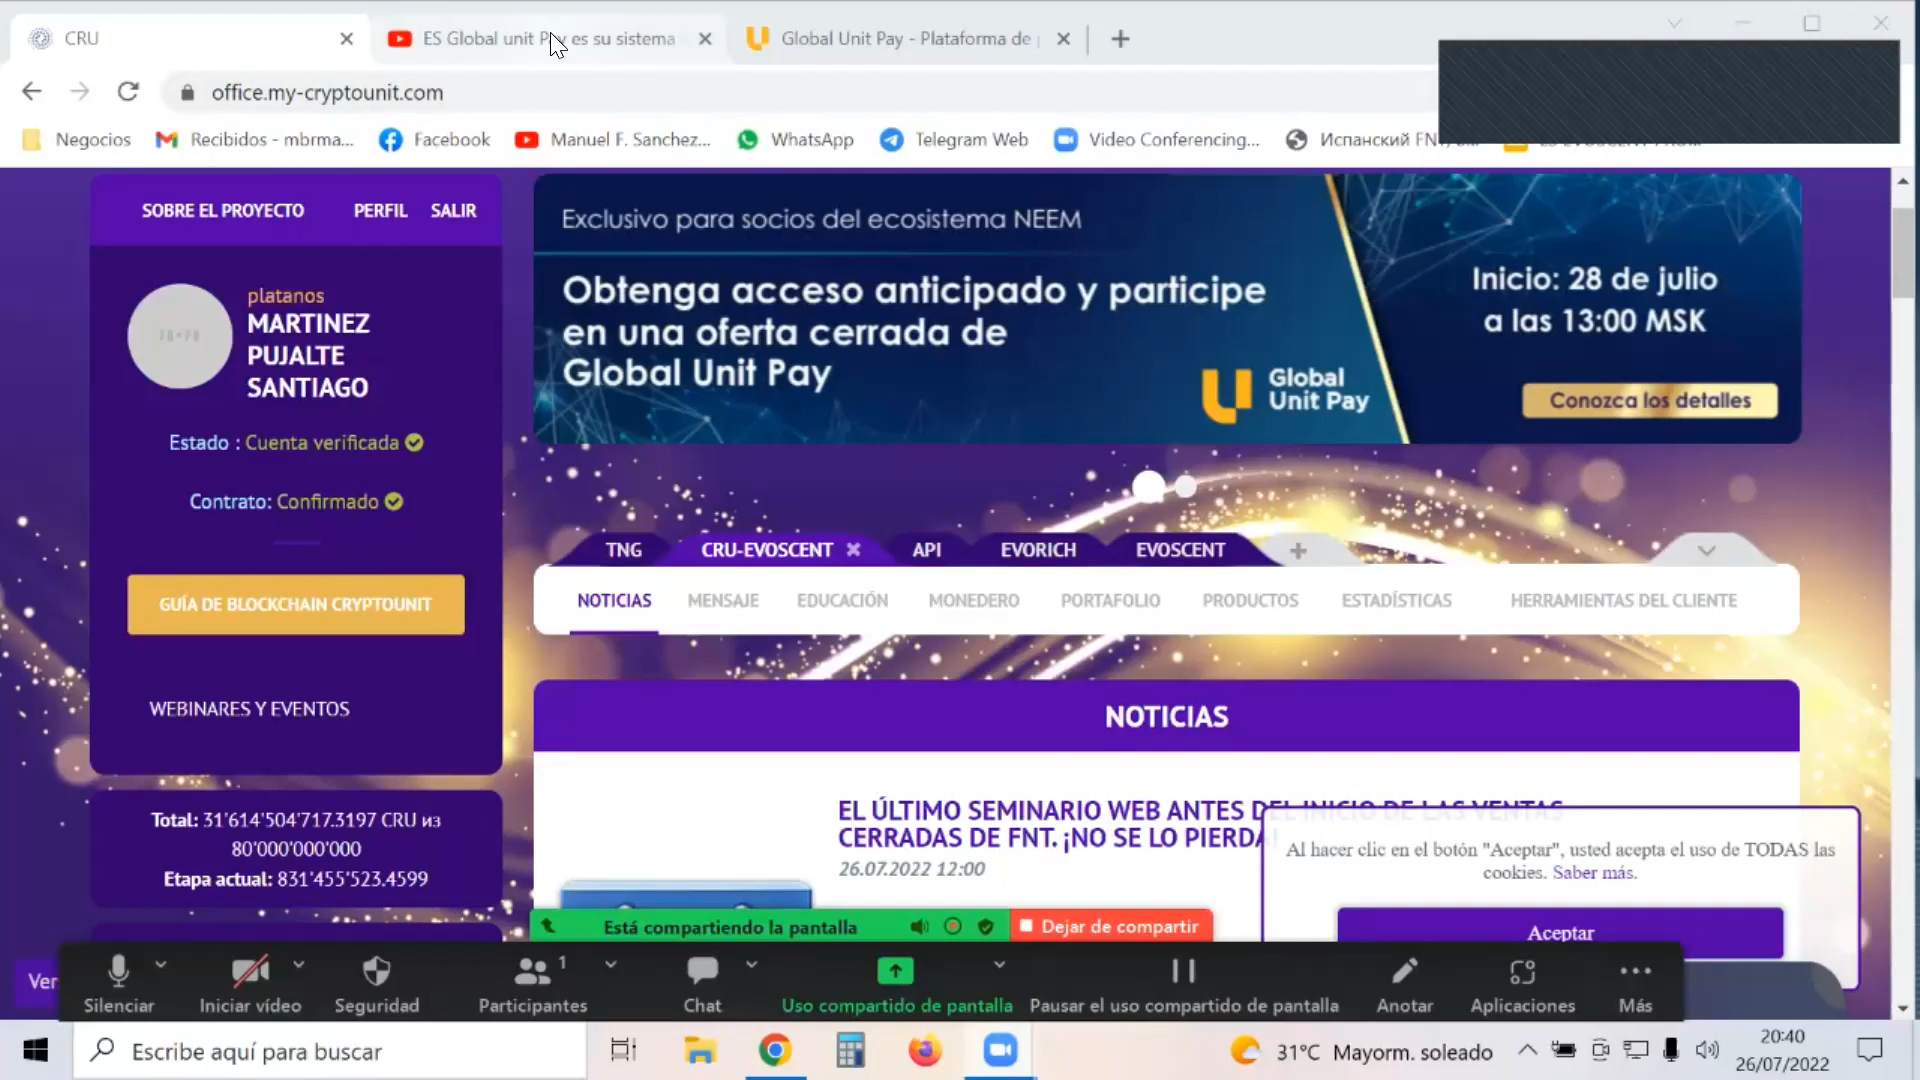 CRU
ES Global unit Pay es su sistema
Global Unit Pay - Plataforma de
office.my-cryptounit.com
Negocios
Recibidos - mbrma...
Facebook
Manuel F. Sanchez...
WhatsApp
Telegram Web
Video Conferencing...
Испанский
SOBRE EL PROYECTO PERFIL SALIR
platanos
MARTINEZ
PUJALTE
SANTIAGO
Estado : Cuenta verificada
Contrato: Confirmado
GUÍA DE BLOCKCHAIN CRYPTOUNIT
WEBINARES Y EVENTOS
Total: 31'614'504'717.3197 CRU из
80'000'000'000
Etapa actual: 831'455'523.4599
Exclusivo para socios del ecosistema NEEM
Obtenga acceso anticipado y participe
en una oferta cerrada de
Global Unit Pay
Global
Unit Pay
Inicio: 28 de julio
a las 13:00 MSK
Conozca los detalles
TNG CRU-EVOSCENT API EVORICH EVOSCENT
NOTICIAS MENSAJE EDUCACIÓN MONEDERO PORTAFOLIO PRODUCTOS ESTADÍSTICAS HERRAMIENTAS DEL CLIENTE
NOTICIAS
EL ÚLTIMO SEMINARIO WEB ANTES DEL INICIO DE LAS VENTAS
CERRADAS DE FNT. ¡NO SE LO PIERDA!
26.07.2022 12:00
Al hacer clic en el botón "Aceptar", usted acepta el uso de TODAS las
cookies. Saber más.
Aceptar
Está compartiendo la pantalla
Dejar de compartir
Ver
Silenciar
Iniciar vídeo
Seguridad
1
Participantes
Chat
Uso compartido de pantalla
Pausar el uso compartido de pantalla
Anotar
Aplicaciones
Más
Escribe aquí para buscar
31°C Mayorm. soleado
20:40
26/07/2022